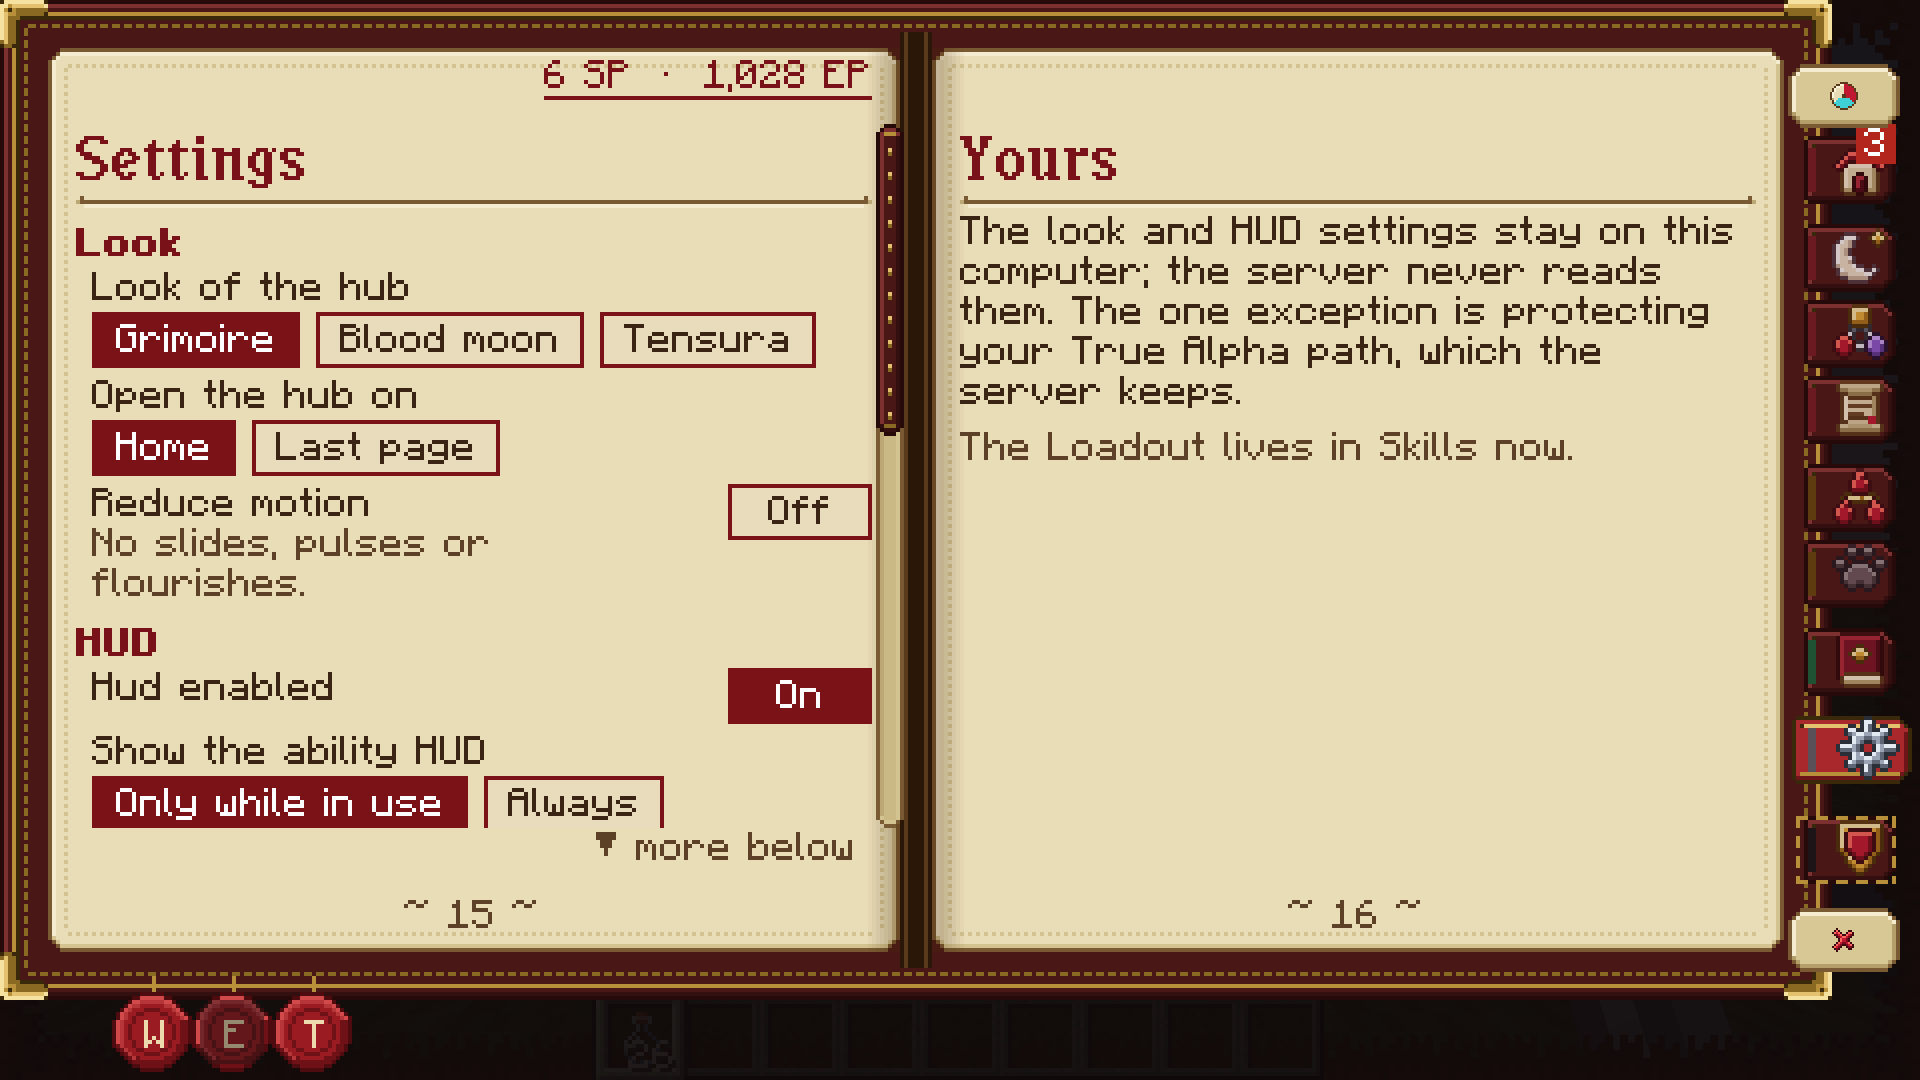 6 SP · 1,028 EP
Settings
Look
Look of the hub
Grimoire Blood moon Tensura
Open the hub on
Home Last page
Reduce motion
Off
No slides, pulses or
flourishes.
HUD
Hud enabled
On
Show the ability HUD
Only while in use Always
▼ more below
~ 15 ~
Yours
The look and HUD settings stay on this
computer; the server never reads
them. The one exception is protecting
your True Alpha path, which the
server keeps.
The Loadout lives in Skills now.
~ 16 ~
3
W E T
26